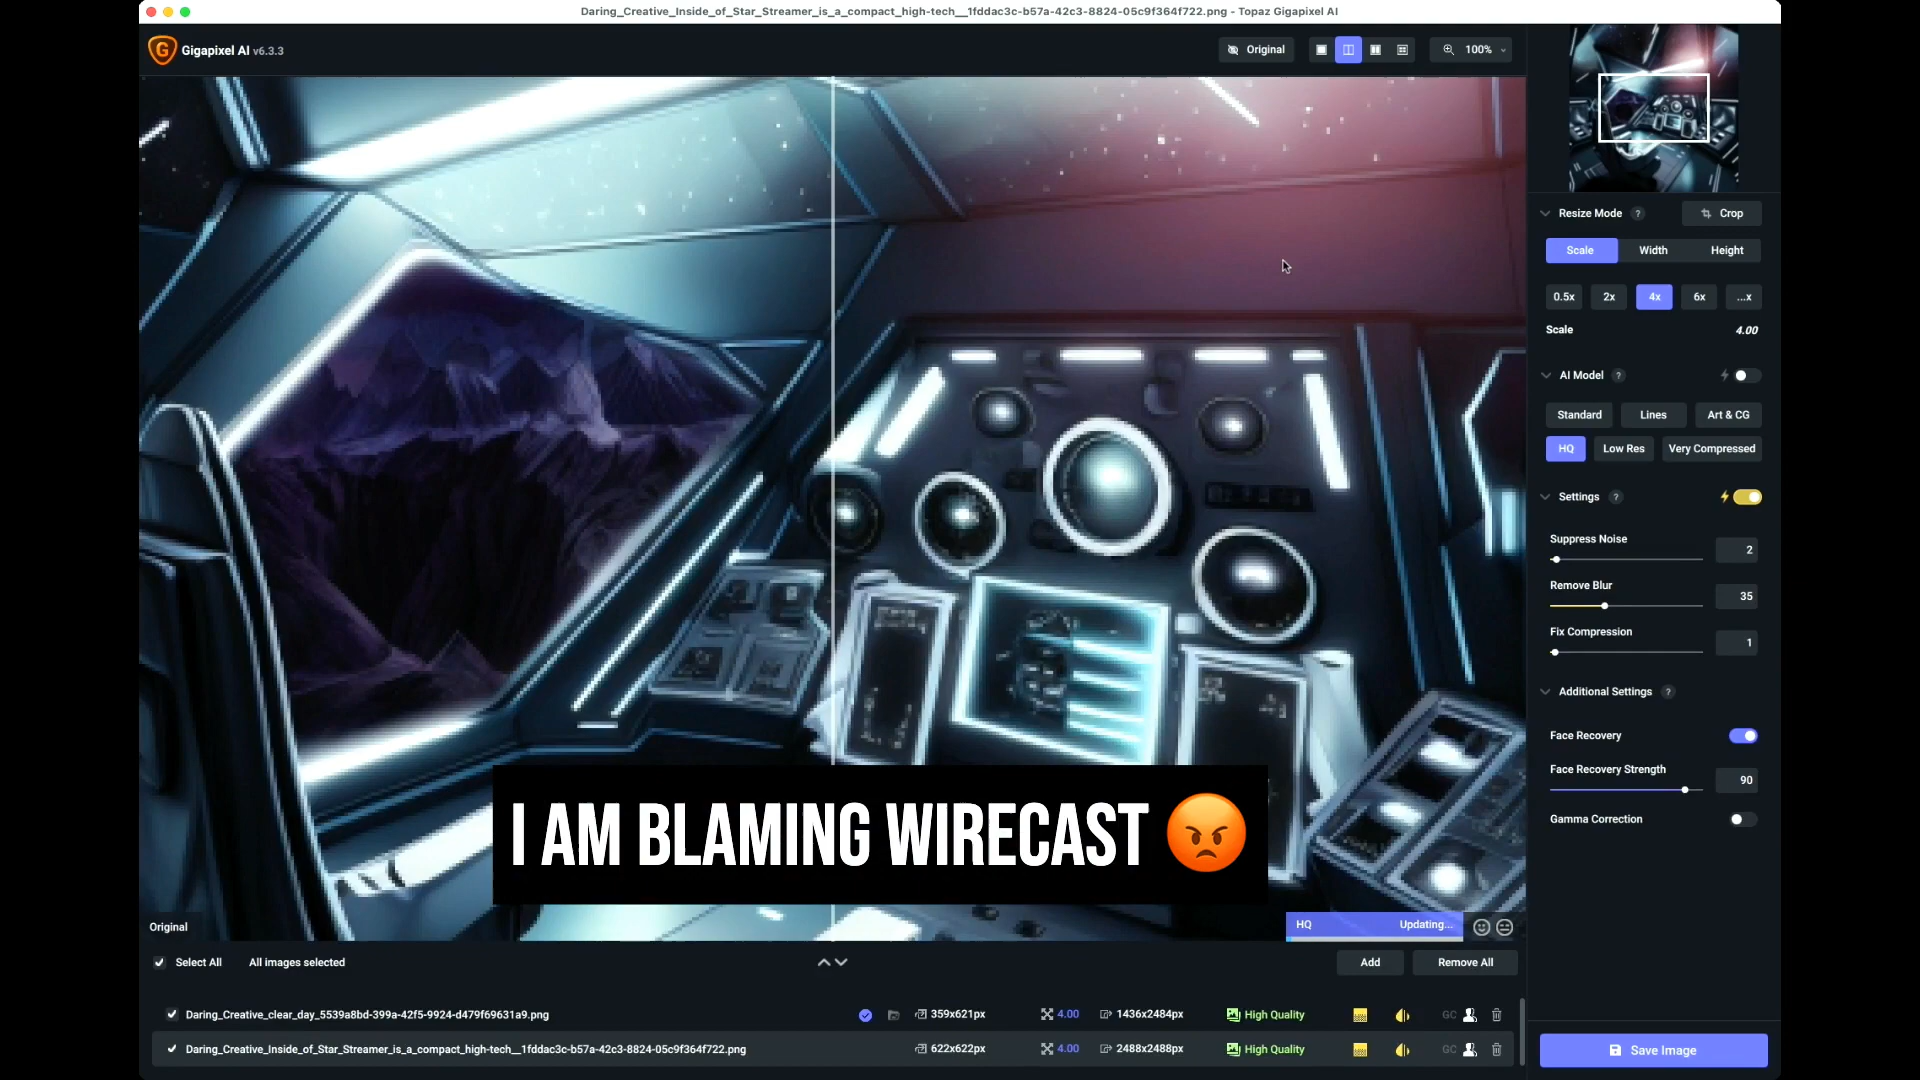 Daring_Creative_Inside_of_Star_Streamer_is_a_compact_high-tech__1fddac3c-b57a-42c3-8824-05c9f364f722.png - Topaz Gigapixel AI
G Gigapixel AI v6.3.3
Original
100%
Resize Mode ?
Crop
Scale Width Height
0.5x 2x 4x 6x ...x
Scale 4.00
AI Model ?
Standard Lines Art & CG
HQ Low Res Very Compressed
Settings ?
Suppress Noise 2
Remove Blur 35
Fix Compression 1
Additional Settings ?
Face Recovery
Face Recovery Strength 90
Gamma Correction
I AM BLAMING WIRECAST 😡
Original
HQ Updating...
Select All All images selected
Add Remove All
Daring_Creative_clear_day_5539a8bd-399a-42f5-9924-d479f69631a9.png 359x621px 4.00 1436x2484px High Quality GC
Daring_Creative_Inside_of_Star_Streamer_is_a_compact_high-tech__1fddac3c-b57a-42c3-8824-05c9f364f722.png 622x622px 4.00 2488x2488px High Quality GC
Save Image